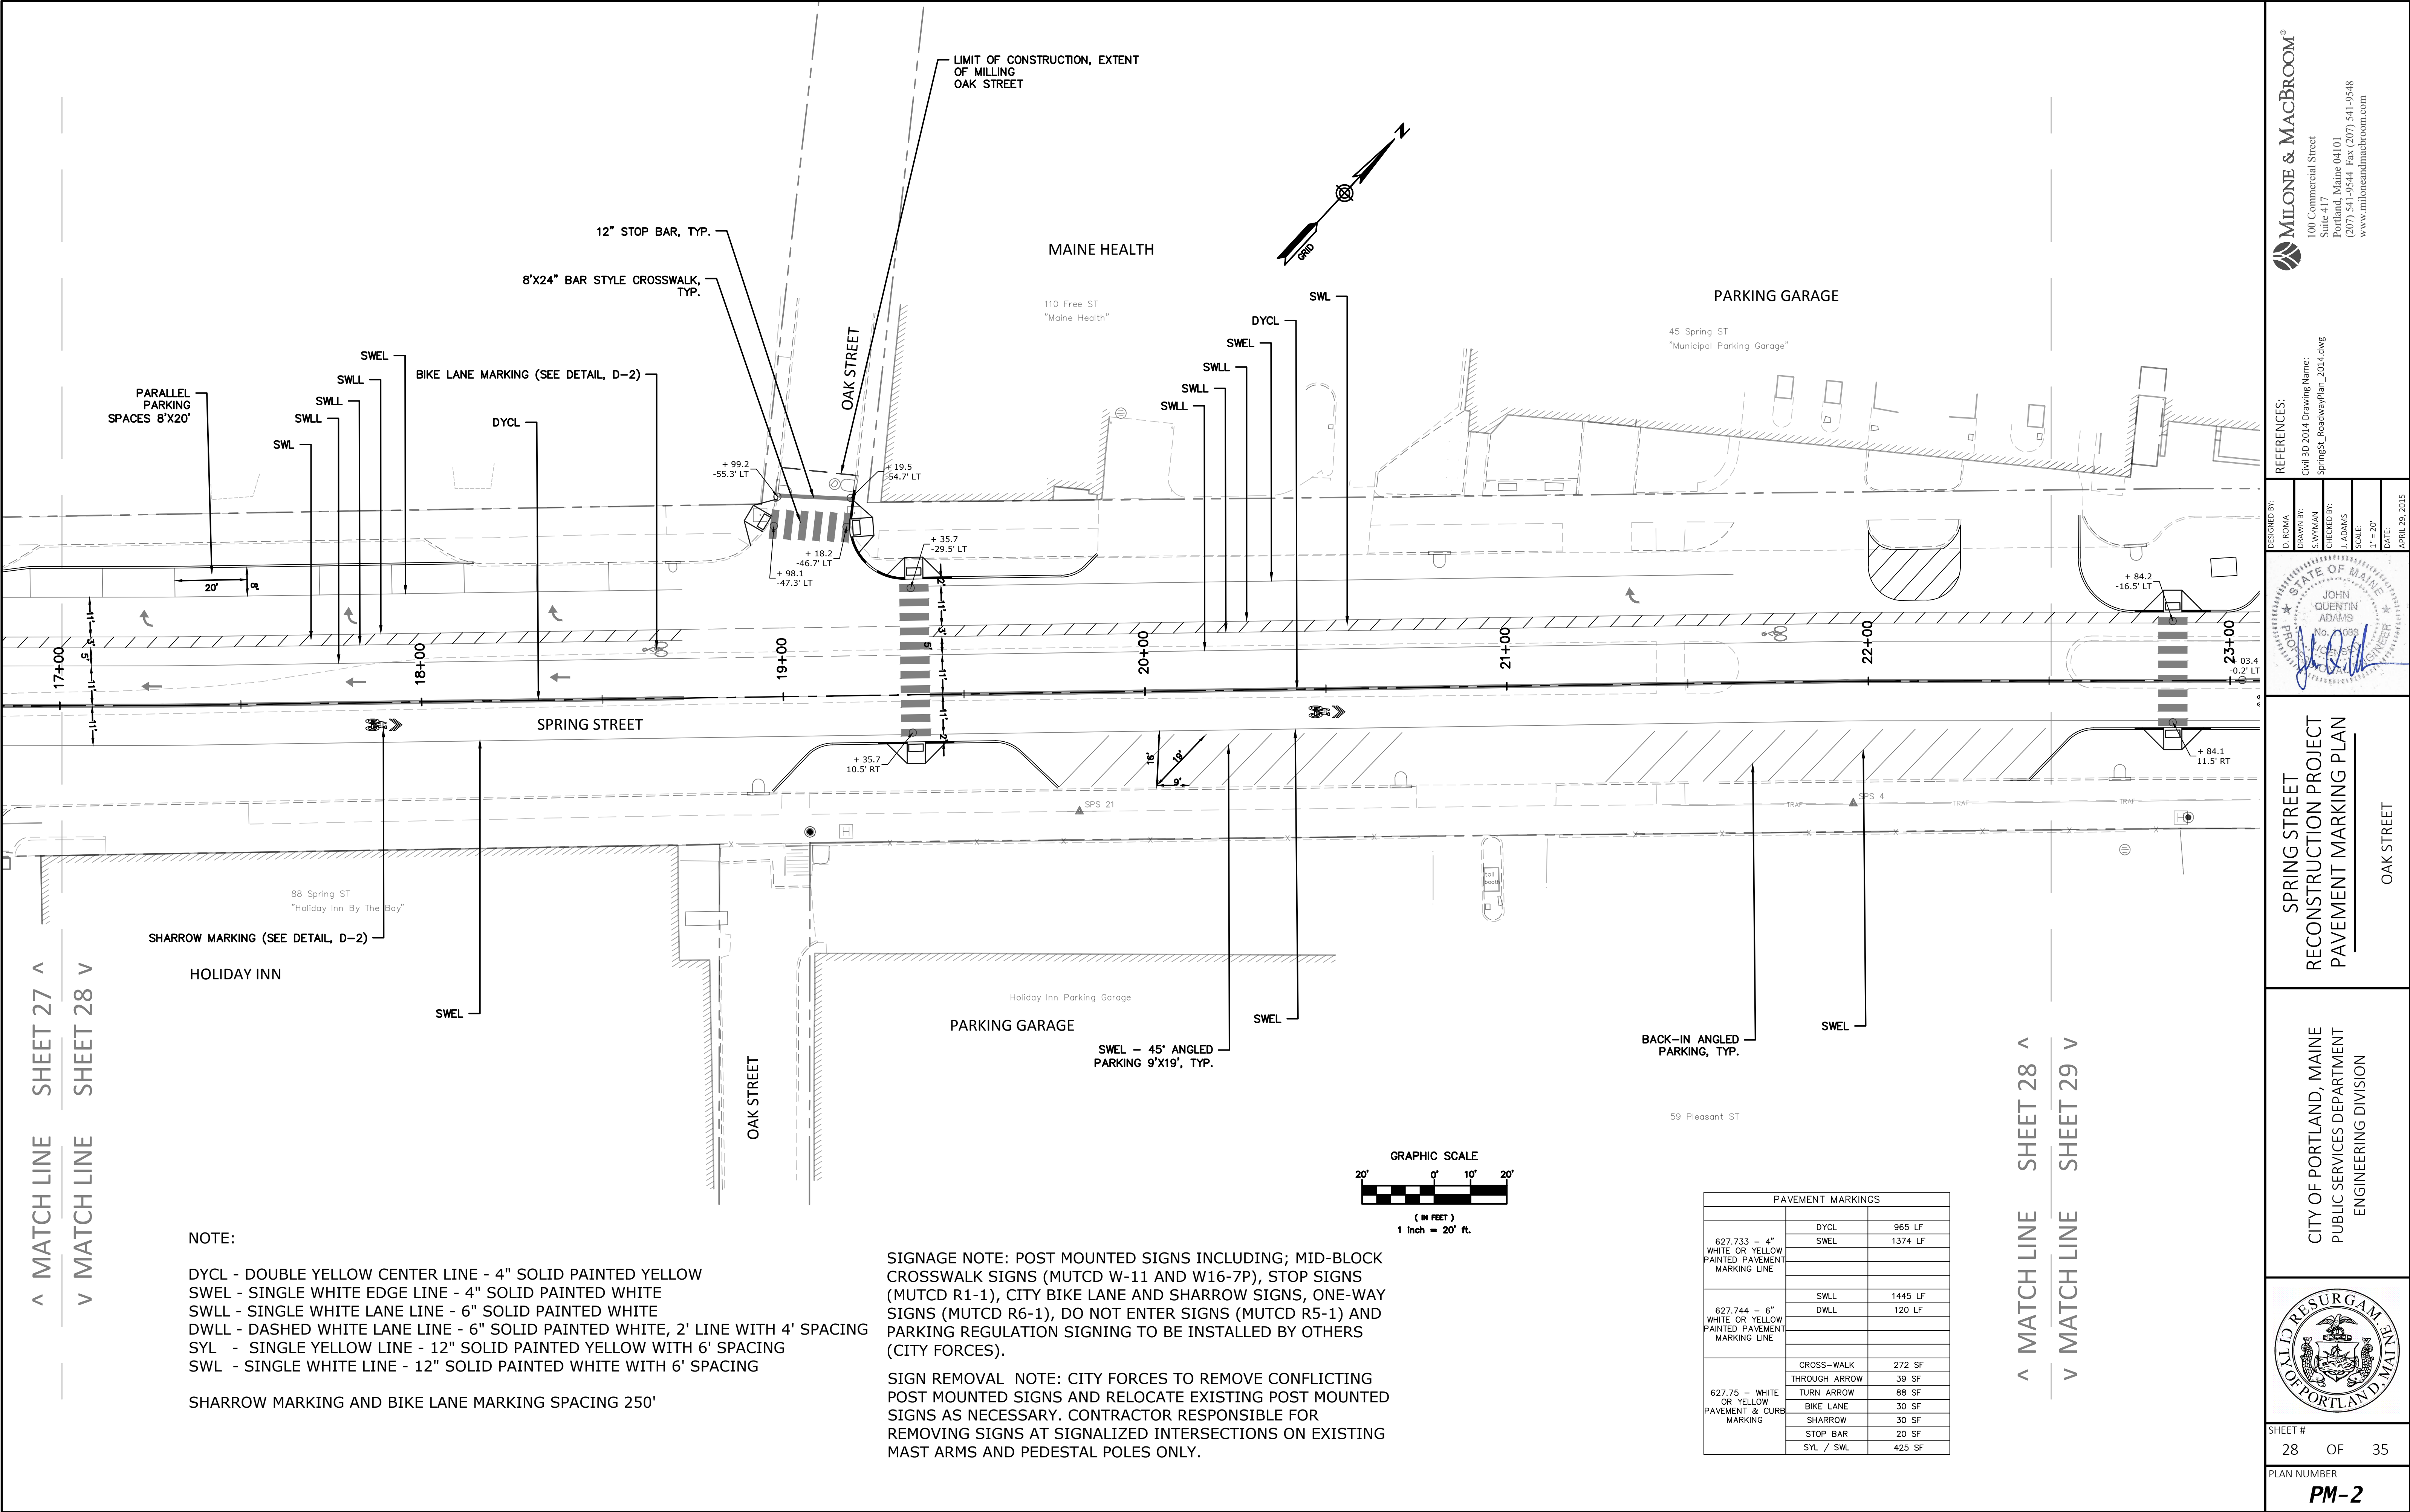 LIMIT OF CONSTRUCTION, EXTENT
OF MILLING
OAK STREET
N
GRID
12" STOP BAR, TYP.
8'X24" BAR STYLE CROSSWALK,
TYP.
MAINE HEALTH
110 Free ST
"Maine Health"
PARKING GARAGE
45 Spring ST
"Municipal Parking Garage"
OAK STREET
PARALLEL
PARKING
SPACES 8'X20'
SWL
SWLL
SWLL
SWLL
SWEL
BIKE LANE MARKING (SEE DETAIL, D-2)
DYCL
SWLL
SWLL
SWLL
SWEL
DYCL
SWL
+ 99.2
-55.3' LT
+ 19.5
-54.7' LT
+ 18.2
-46.7' LT
+ 98.1
-47.3' LT
+ 35.7
-29.5' LT
+ 84.2
-16.5' LT
03.4
-0.2' LT
20'
8'
11'
3'
5'
11'
11'
2'
11'
3'
5'
11'
11'
2'
17+00
18+00
19+00
20+00
21+00
22+00
23+00
SPRING STREET
+ 35.7
10.5' RT
16'
19'
9'
+ 84.1
11.5' RT
SPS 21
SPS 4
TRAF
TRAF
TRAF
H
H
toll
booth
88 Spring ST
"Holiday Inn By The Bay"
SHARROW MARKING (SEE DETAIL, D-2)
HOLIDAY INN
SWEL
OAK STREET
Holiday Inn Parking Garage
PARKING GARAGE
SWEL - 45° ANGLED
PARKING 9'X19', TYP.
SWEL
BACK-IN ANGLED
PARKING, TYP.
SWEL
59 Pleasant ST
< MATCH LINE SHEET 27 <
v MATCH LINE SHEET 28 v
< MATCH LINE SHEET 28 <
v MATCH LINE SHEET 29 v
GRAPHIC SCALE
20' 0' 10' 20'
( IN FEET )
1 inch = 20' ft.
NOTE:
DYCL - DOUBLE YELLOW CENTER LINE - 4" SOLID PAINTED YELLOW
SWEL - SINGLE WHITE EDGE LINE - 4" SOLID PAINTED WHITE
SWLL - SINGLE WHITE LANE LINE - 6" SOLID PAINTED WHITE
DWLL - DASHED WHITE LANE LINE - 6" SOLID PAINTED WHITE, 2' LINE WITH 4' SPACING
SYL - SINGLE YELLOW LINE - 12" SOLID PAINTED YELLOW WITH 6' SPACING
SWL - SINGLE WHITE LINE - 12" SOLID PAINTED WHITE WITH 6' SPACING
SHARROW MARKING AND BIKE LANE MARKING SPACING 250'
SIGNAGE NOTE: POST MOUNTED SIGNS INCLUDING; MID-BLOCK
CROSSWALK SIGNS (MUTCD W-11 AND W16-7P), STOP SIGNS
(MUTCD R1-1), CITY BIKE LANE AND SHARROW SIGNS, ONE-WAY
SIGNS (MUTCD R6-1), DO NOT ENTER SIGNS (MUTCD R5-1) AND
PARKING REGULATION SIGNING TO BE INSTALLED BY OTHERS
(CITY FORCES).
SIGN REMOVAL NOTE: CITY FORCES TO REMOVE CONFLICTING
POST MOUNTED SIGNS AND RELOCATE EXISTING POST MOUNTED
SIGNS AS NECESSARY. CONTRACTOR RESPONSIBLE FOR
REMOVING SIGNS AT SIGNALIZED INTERSECTIONS ON EXISTING
MAST ARMS AND PEDESTAL POLES ONLY.
PAVEMENT MARKINGS
627.733 - 4"
WHITE OR YELLOW
PAINTED PAVEMENT
MARKING LINE
DYCL 965 LF
SWEL 1374 LF
627.744 - 6"
WHITE OR YELLOW
PAINTED PAVEMENT
MARKING LINE
SWLL 1445 LF
DWLL 120 LF
627.75 - WHITE
OR YELLOW
PAVEMENT & CURB
MARKING
CROSS-WALK 272 SF
THROUGH ARROW 39 SF
TURN ARROW 88 SF
BIKE LANE 30 SF
SHARROW 30 SF
STOP BAR 20 SF
SYL / SWL 425 SF
MILONE & MACBROOM®
100 Commercial Street
Suite 417
Portland, Maine 04101
(207) 541-9544 Fax (207) 541-9548
www.miloneandmacbroom.com
REFERENCES:
Civil 3D 2014 Drawing Name:
SpringSt_RoadwayPlan_2014.dwg
DESIGNED BY:
D. ROMA
DRAWN BY:
S.WYMAN
CHECKED BY:
J. ADAMS
SCALE:
1" = 20'
DATE:
APRIL 29, 2015
STATE OF MAINE
JOHN
QUENTIN
ADAMS
LICENSED
PROFESSIONAL ENGINEER
SPRING STREET
RECONSTRUCTION PROJECT
PAVEMENT MARKING PLAN
OAK STREET
CITY OF PORTLAND, MAINE
PUBLIC SERVICES DEPARTMENT
ENGINEERING DIVISION
RESURGAM.
CITY OF PORTLAND, MAINE.
SHEET #
28 OF 35
PLAN NUMBER
PM-2